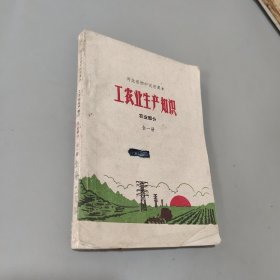 河北省初中试用课本
工农业生产知识
农业部分
全一册